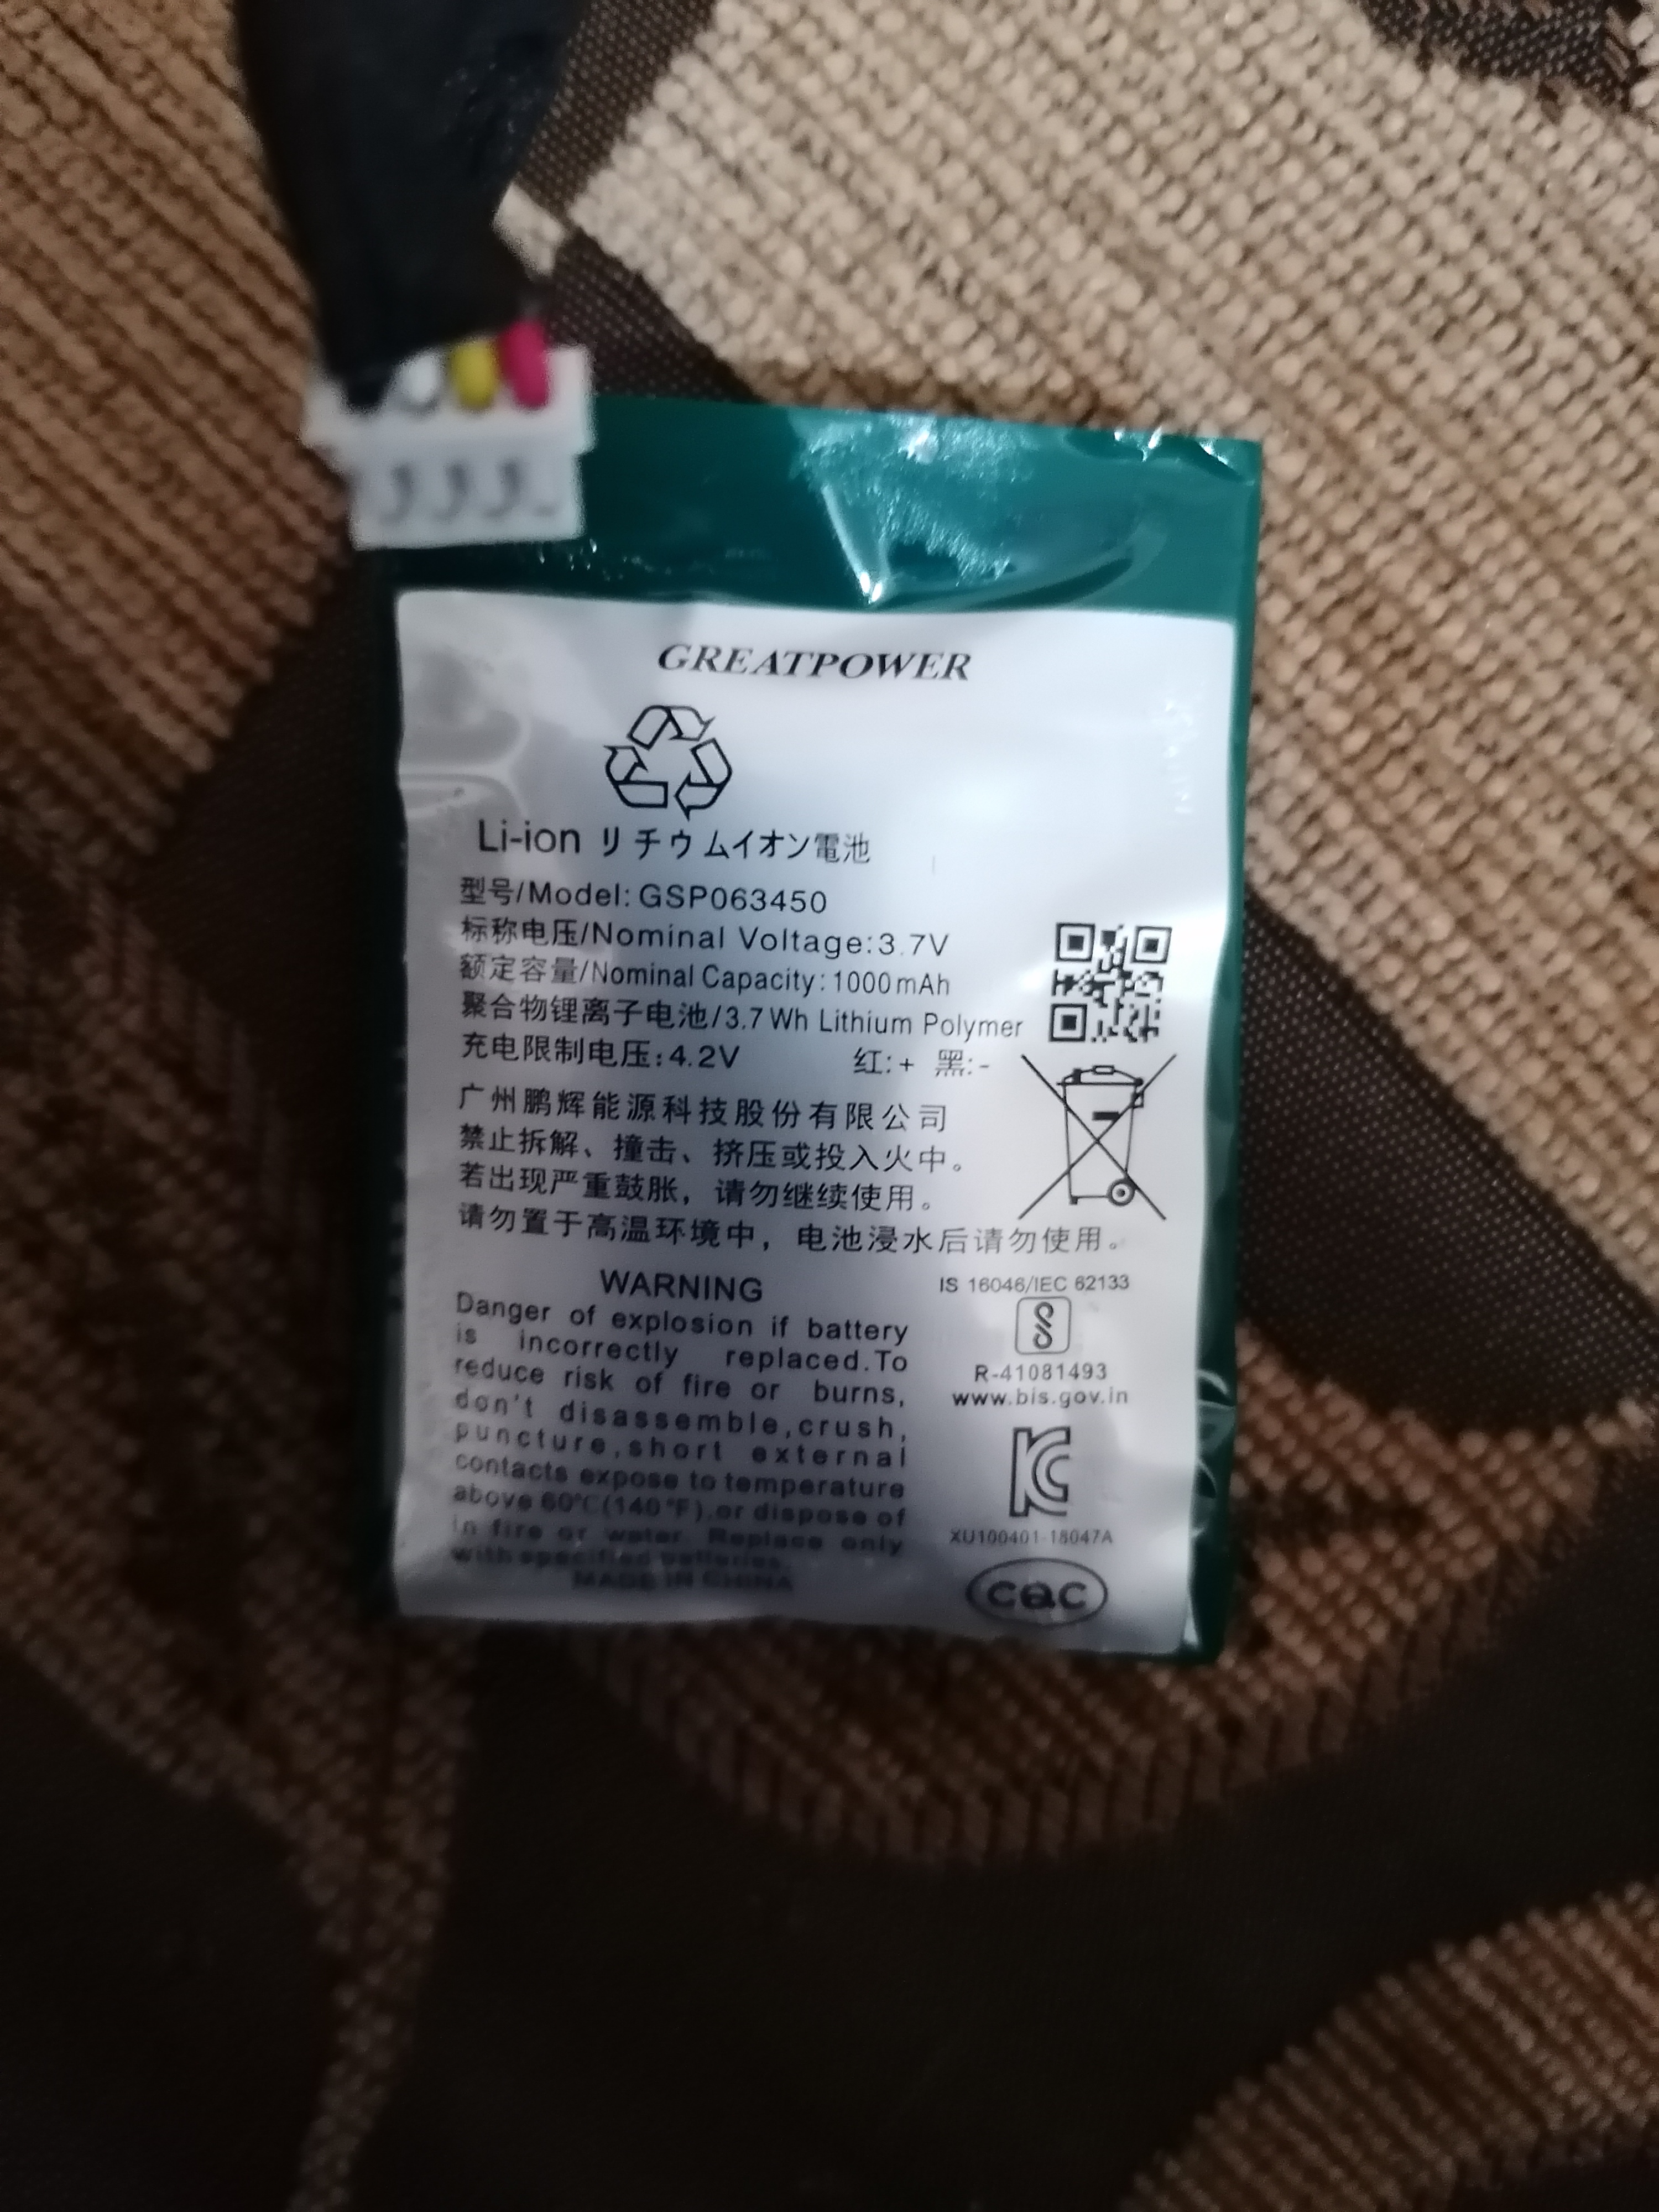 GREATPOWER
Li-ion リチウムイオン電池
型号/Model: GSP063450
标称电压/Nominal Voltage:3.7V
额定容量/Nominal Capacity:1000mAh
聚合物锂离子电池/3.7Wh Lithium Polymer
充电限制电压:4.2V 红:+ 黑:-
广州鹏辉能源科技股份有限公司
禁止拆解、撞击、挤压或投入火中。
若出现严重鼓胀，请勿继续使用。
请勿置于高温环境中，电池浸水后请勿使用。
WARNING
Danger of explosion if battery
is incorrectly replaced.To
reduce risk of fire or burns,
don't disassemble,crush,
puncture,short external
contacts expose to temperature
above 60℃(140℉),or dispose of
in fire or water. Replace only
with specified batteries.
MADE IN CHINA
IS 16046/IEC 62133
R-41081493
www.bis.gov.in
XU100401-18047A
cqc